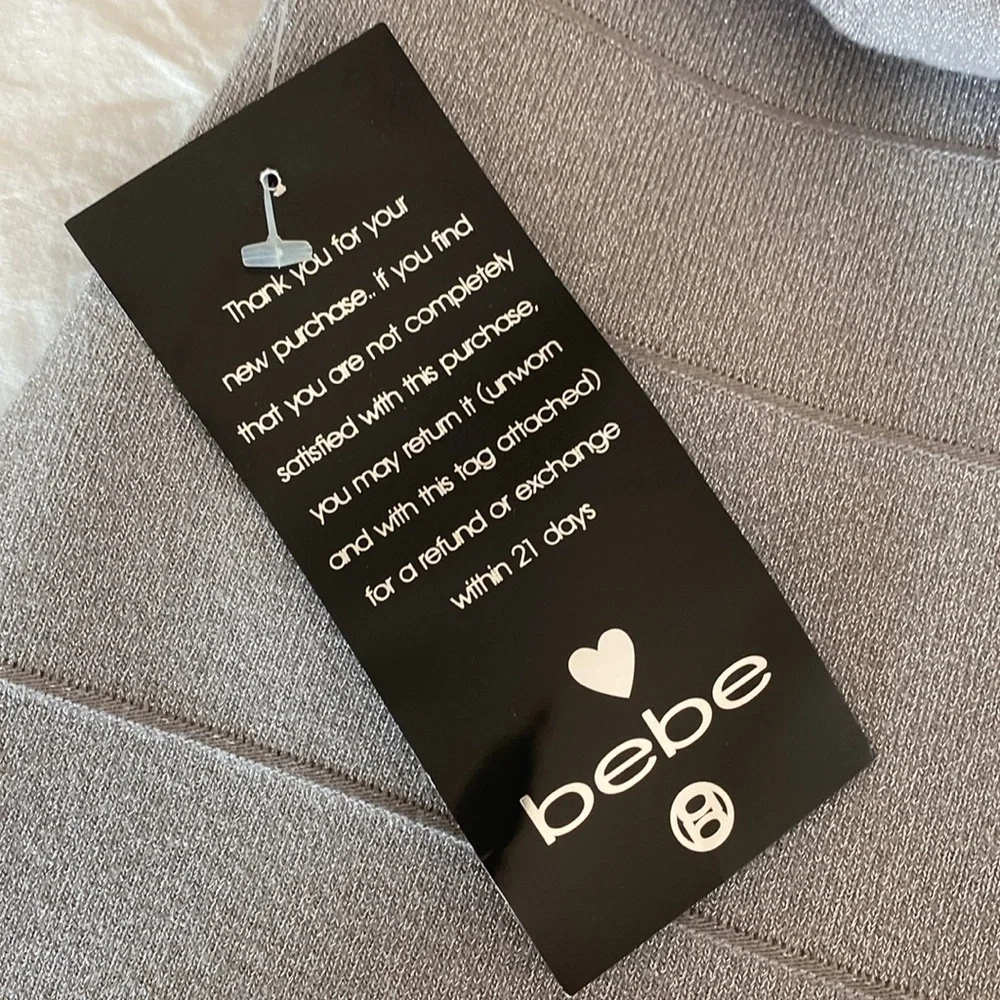 Thank you for your
new purchase.. if you find
that you are not completely
satisfied with this purchase,
you may return it (unworn
and with this tag attached)
for a refund or exchange
within 21 days
bebe